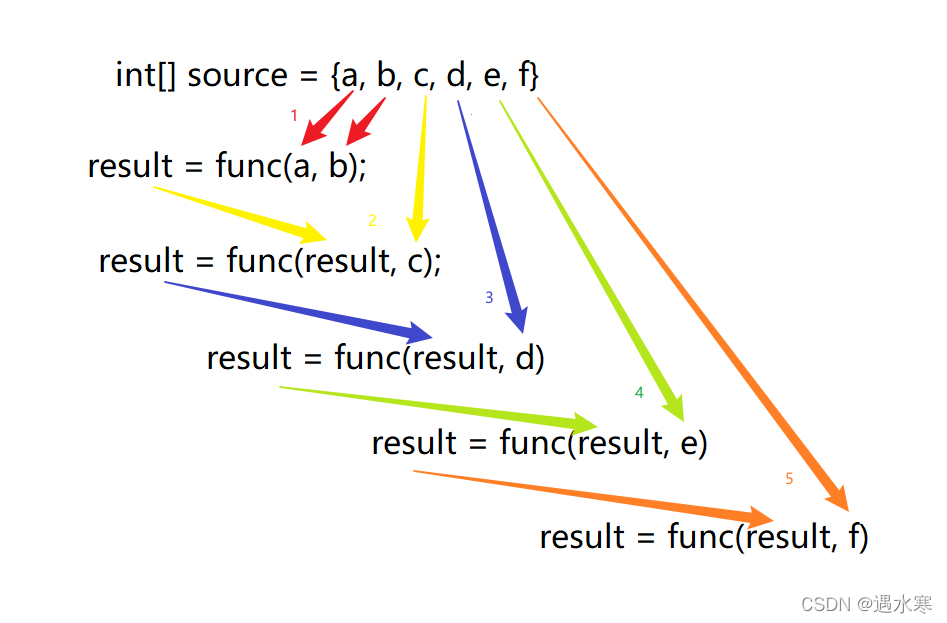 int[] source = {a, b, c, d, e, f}
1
result = func(a, b);
2
result = func(result, c);
3
result = func(result, d)
4
result = func(result, e)
5
result = func(result, f)
CSDN @遇水寒